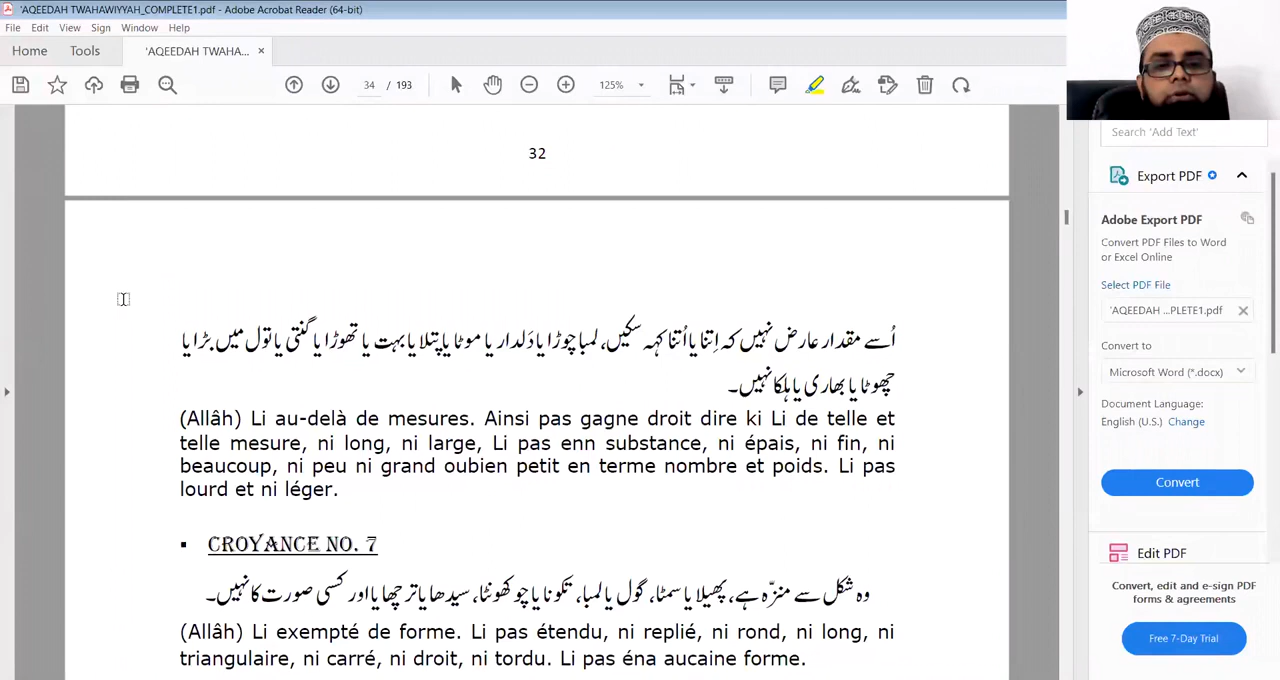 'AQEEDAH TWAHAWIYYAH_COMPLETE1.pdf - Adobe Acrobat Reader (64-bit)
File Edit View Sign Window Help
Home Tools 'AQEEDAH TWAHA... ×
34 / 193 125%
Search 'Add Text'
32
Export PDF
Adobe Export PDF
Convert PDF Files to Word
or Excel Online
Select PDF File
'AQEEDAH ...PLETE1.pdf
Convert to
Microsoft Word (*.docx)
Document Language:
English (U.S.) Change
Convert
Edit PDF
Convert, edit and e-sign PDF
forms & agreements
Free 7-Day Trial
اُسے مقدار عارض نہیں کہ اِتنا یا اُتنا کہہ سکیں، لمبا چوڑا یا دَلدار یا موٹا یا پتلا یا بہت یا تھوڑا یا گنتی یا تول میں بڑا یا
چھوٹا یا بھاری یا ہلکا نہیں۔
(Allâh) Li au-delà de mesures. Ainsi pas gagne droit dire ki Li de telle et
telle mesure, ni long, ni large, Li pas enn substance, ni épais, ni fin, ni
beaucoup, ni peu ni grand oubien petit en terme nombre et poids. Li pas
lourd et ni léger.
▪ CROYANCE NO. 7
وہ شکل سے منزّہ ہے، پھیلا یا سمٹا، گول یا لمبا، تکونا یا چوکھونٹا، سیدھا یا ترچھا یا اور کسی صورت کا نہیں۔
(Allâh) Li exempté de forme. Li pas étendu, ni replié, ni rond, ni long, ni
triangulaire, ni carré, ni droit, ni tordu. Li pas éna aucaine forme.